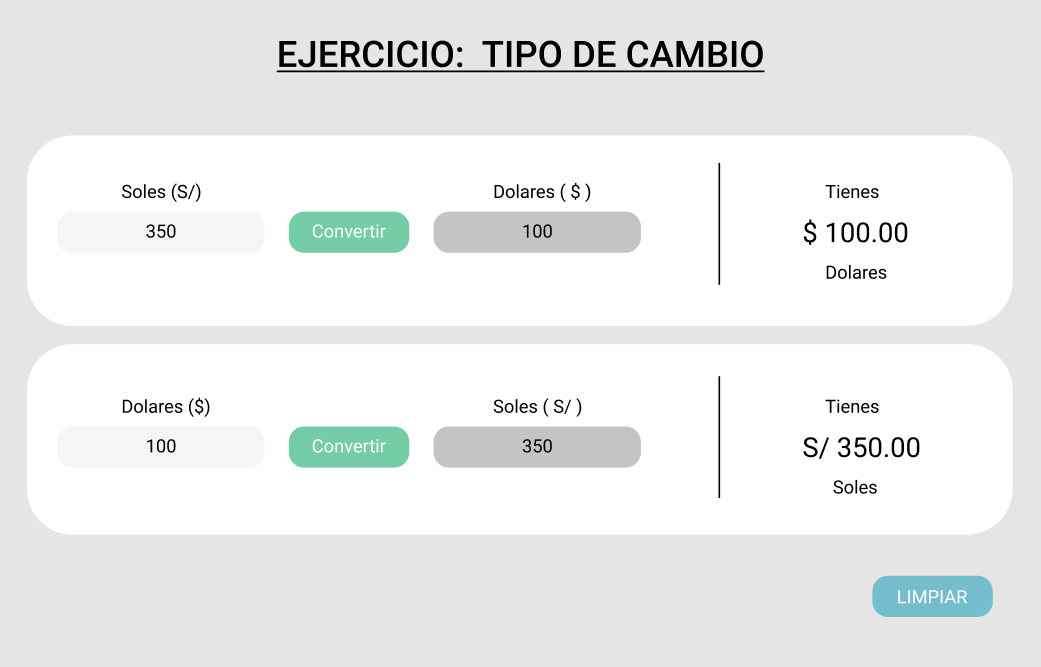 EJERCICIO:  TIPO DE CAMBIO
Soles (S/)
350
Convertir
Dolares ( $ )
100
Tienes
$ 100.00
Dolares
Dolares ($)
100
Convertir
Soles ( S/ )
350
Tienes
S/ 350.00
Soles
LIMPIAR